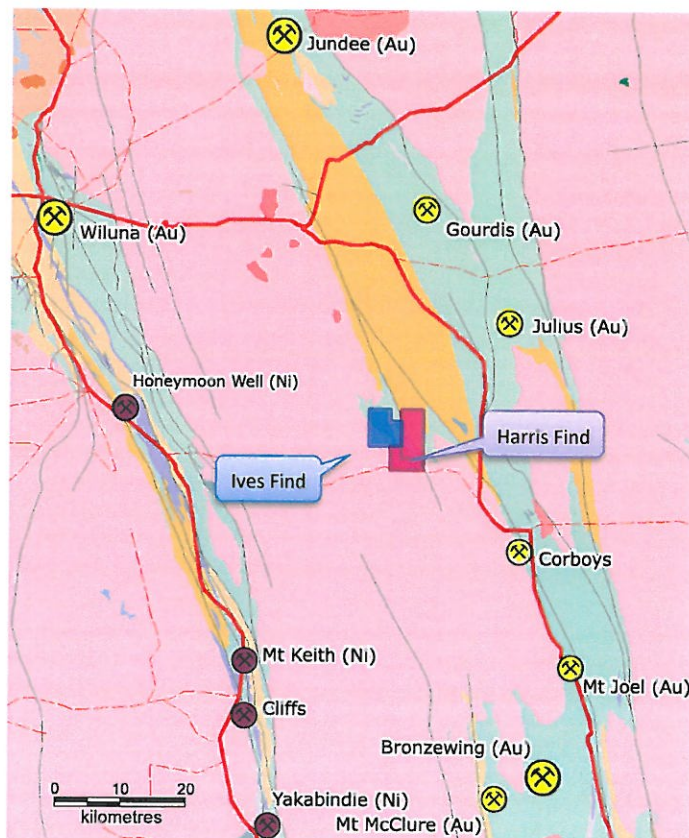 Jundee (Au)
Gourdis (Au)
Wiluna (Au)
Julius (Au)
Honeymoon Well (Ni)
Harris Find
Ives Find
Corboys
Mt Keith (Ni)
Mt Joel (Au)
Cliffs
Bronzewing (Au)
0 10 20
kilometres
Yakabindie (Ni)
Mt McClure (Au)